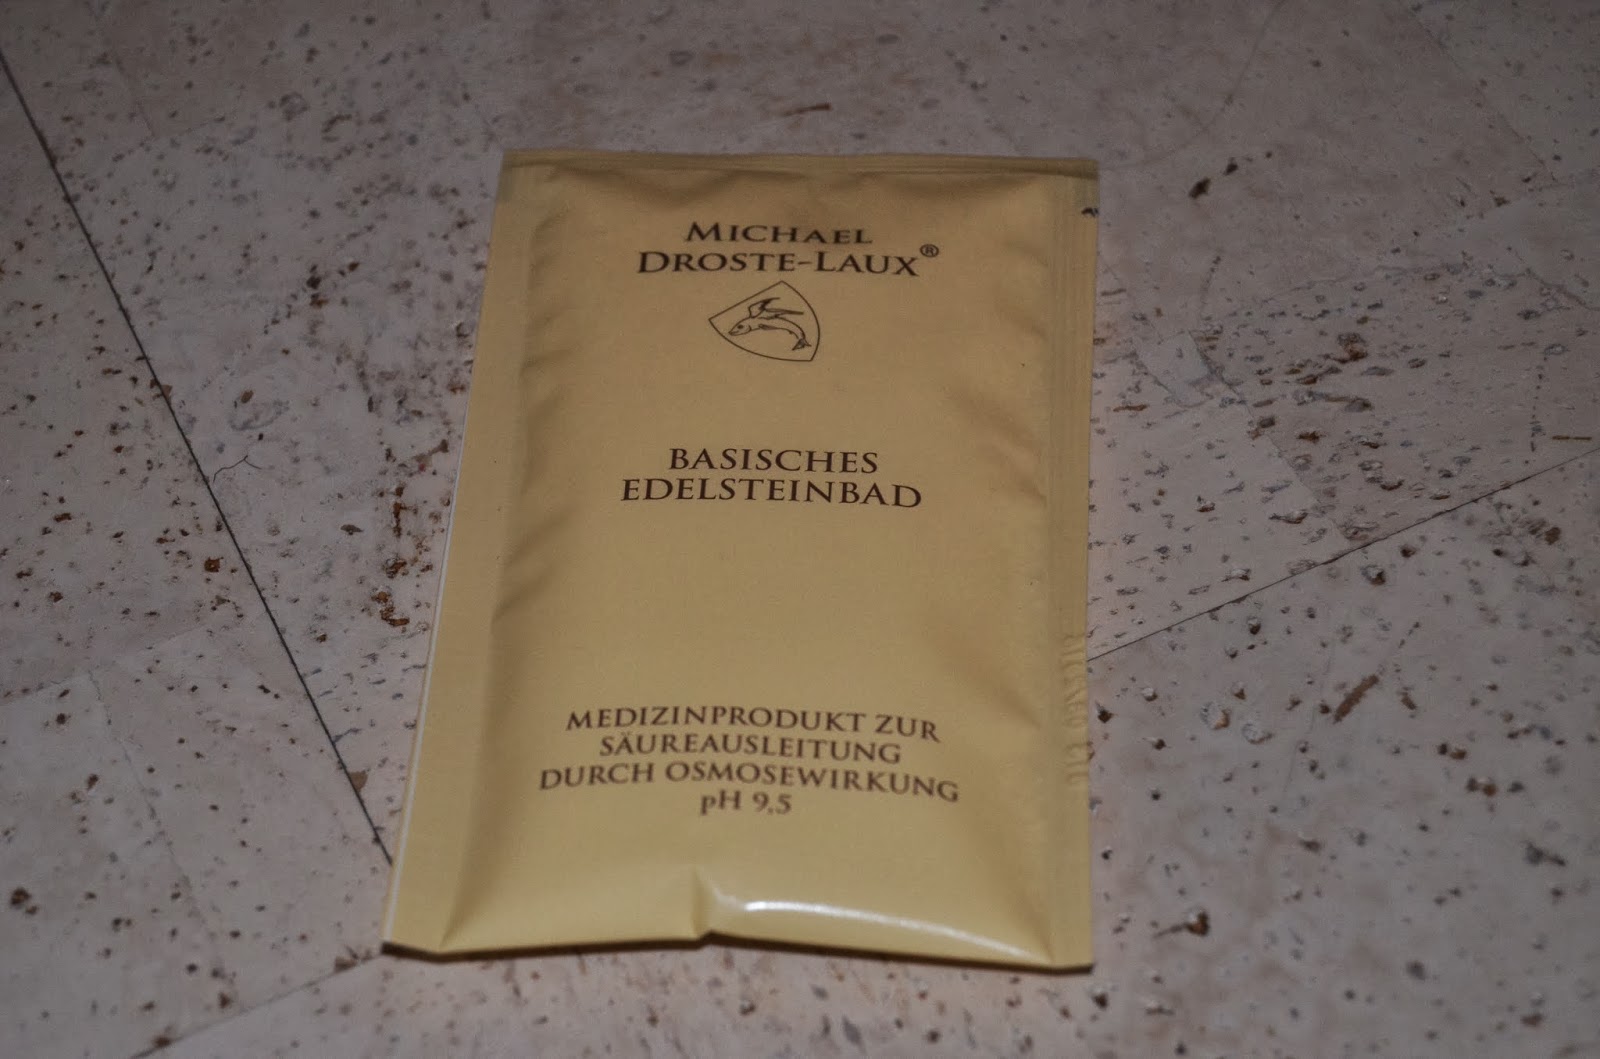 MICHAEL
DROSTE-LAUX®
BASISCHES
EDELSTEINBAD
MEDIZINPRODUKT ZUR
SÄUREAUSLEITUNG
DURCH OSMOSEWIRKUNG
pH 9,5